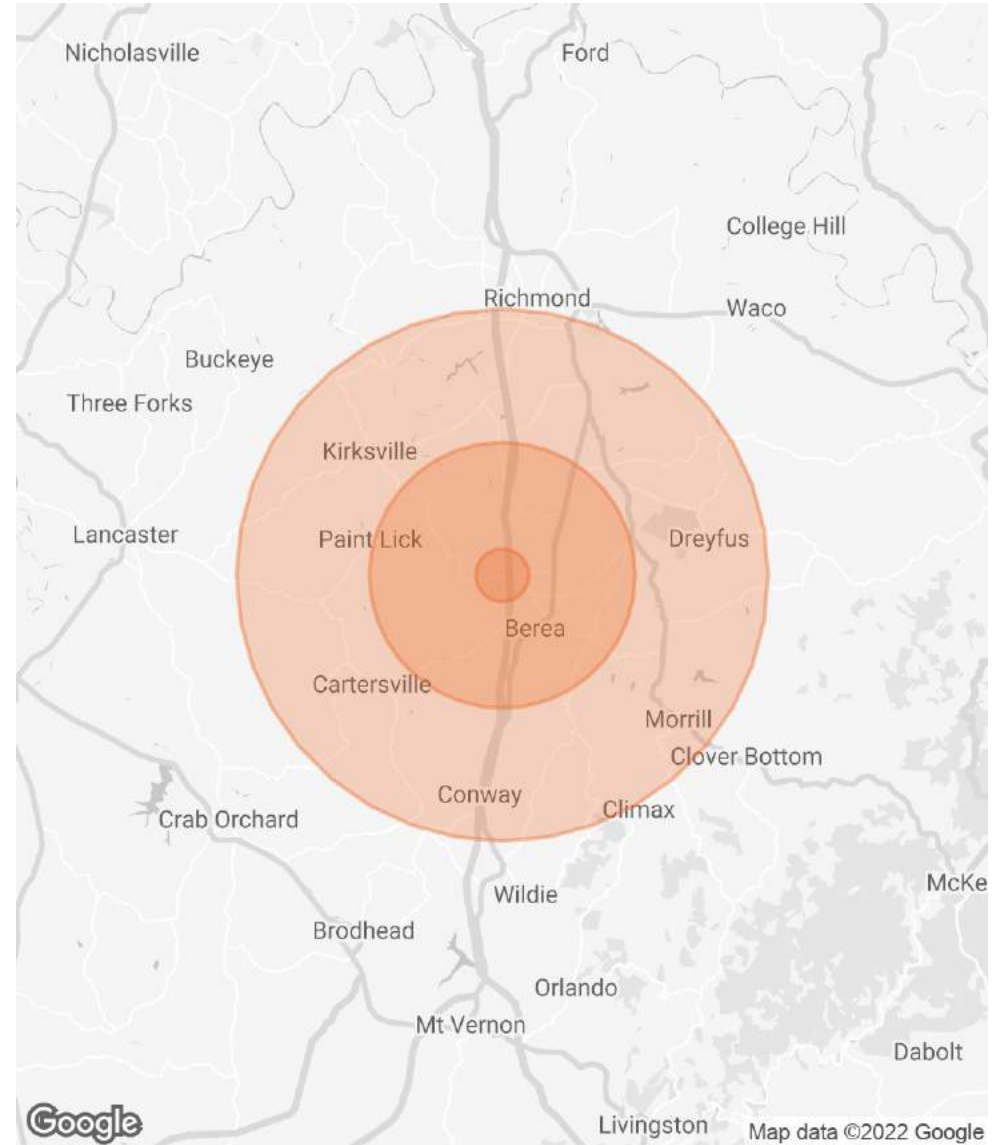 Nicholasville
Ford
College Hill
Richmond
Waco
Buckeye
Three Forks
Kirksville
Lancaster
Paint Lick
Dreyfus
Berea
Cartersville
Morrill
Clover Bottom
Conway
Climax
Crab Orchard
McKe
Wildie
Brodhead
Orlando
Mt Vernon
Dabolt
Google
Livingston
Map data ©2022 Google